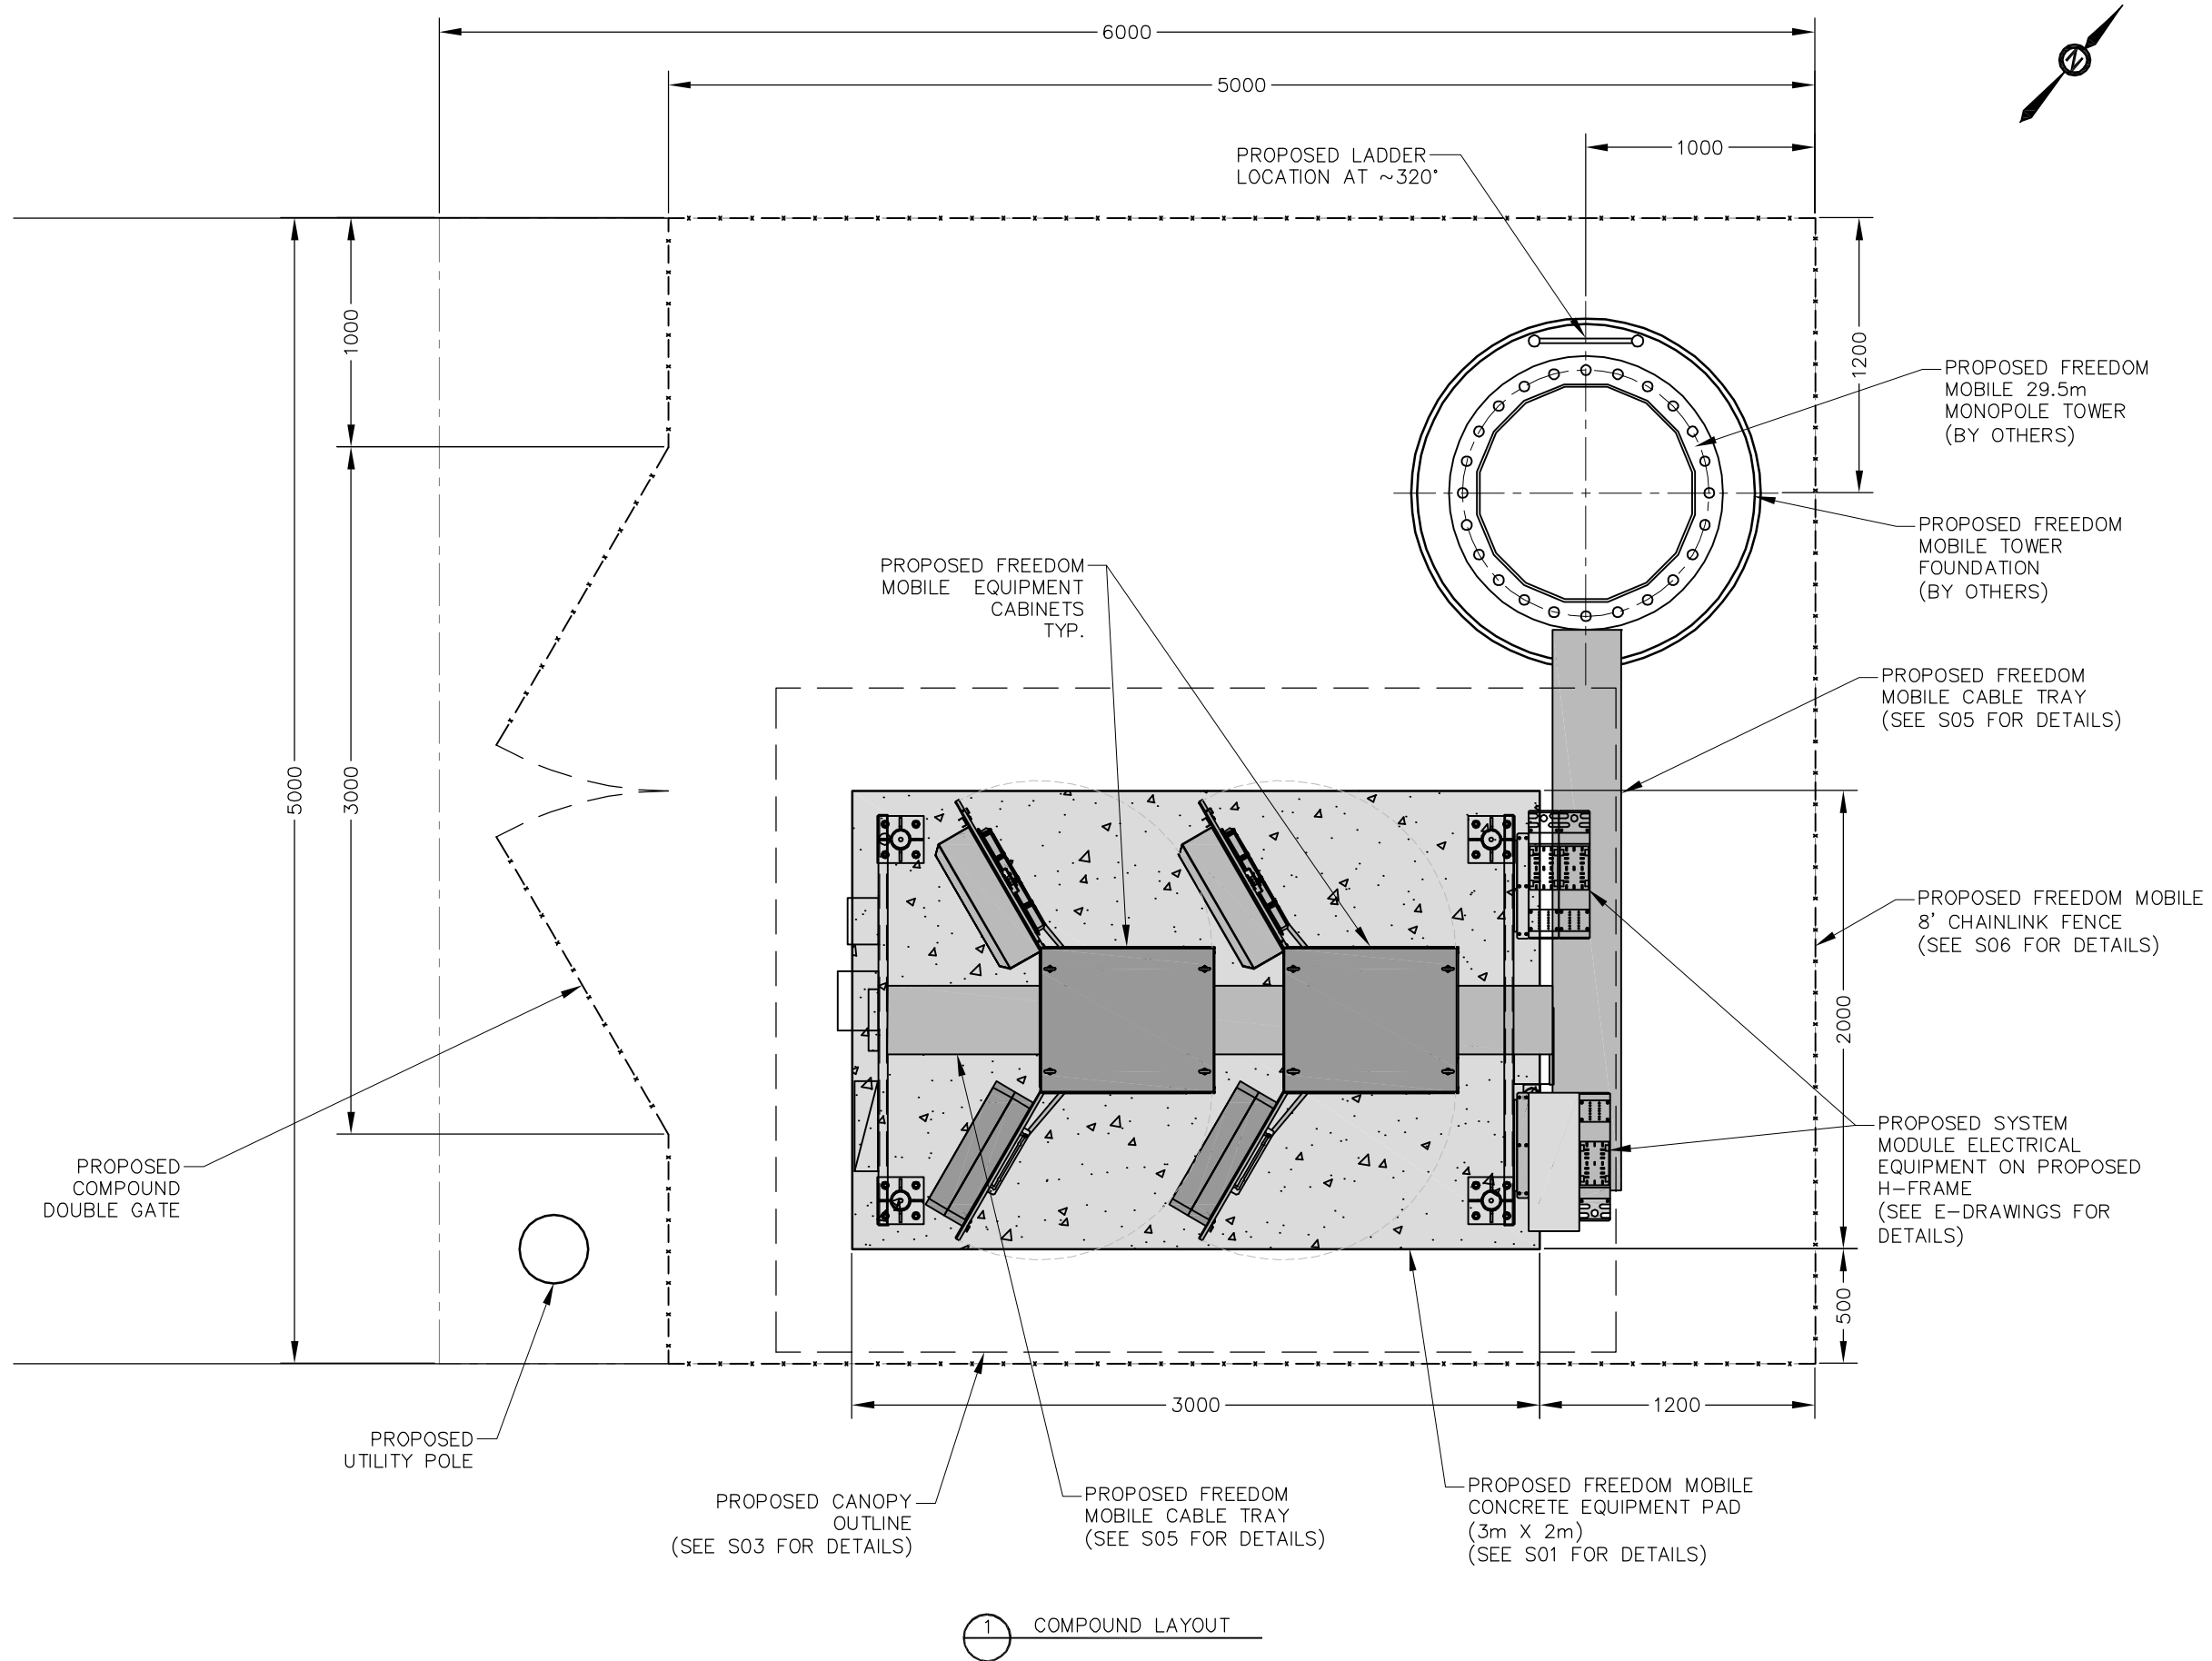 6000
5000
1000
PROPOSED LADDER
LOCATION AT ~320°
N
1000
1200
5000
3000
PROPOSED FREEDOM
MOBILE 29.5m
MONOPOLE TOWER
(BY OTHERS)
PROPOSED FREEDOM
MOBILE TOWER
FOUNDATION
(BY OTHERS)
PROPOSED FREEDOM
MOBILE EQUIPMENT
CABINETS
TYP.
PROPOSED FREEDOM
MOBILE CABLE TRAY
(SEE S05 FOR DETAILS)
PROPOSED FREEDOM MOBILE
8' CHAINLINK FENCE
(SEE S06 FOR DETAILS)
2000
500
PROPOSED SYSTEM
MODULE ELECTRICAL
EQUIPMENT ON PROPOSED
H-FRAME
(SEE E-DRAWINGS FOR
DETAILS)
PROPOSED
COMPOUND
DOUBLE GATE
3000
1200
PROPOSED
UTILITY POLE
PROPOSED CANOPY
OUTLINE
(SEE S03 FOR DETAILS)
PROPOSED FREEDOM
MOBILE CABLE TRAY
(SEE S05 FOR DETAILS)
PROPOSED FREEDOM MOBILE
CONCRETE EQUIPMENT PAD
(3m X 2m)
(SEE S01 FOR DETAILS)
1 COMPOUND LAYOUT